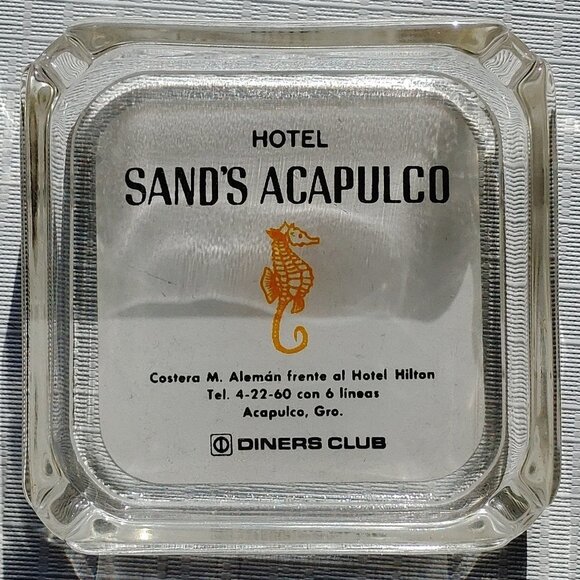 HOTEL
SAND'S ACAPULCO
Costera M. Alemán frente al Hotel Hilton
Tel. 4-22-60 con 6 líneas
Acapulco, Gro.
DINERS CLUB